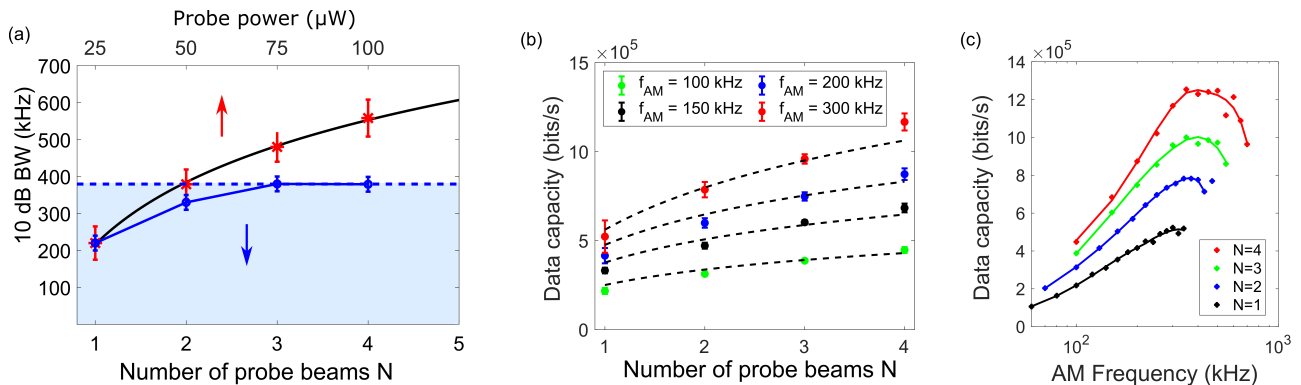 (a)
Probe power (µW)
25 50 75 100
700
600
500
400
300
200
100
10 dB BW (kHz)
1 2 3 4 5
Number of probe beams N
(b)
×10⁵
15
10
5
0
Data capacity (bits/s)
f_AM = 100 kHz
f_AM = 200 kHz
f_AM = 150 kHz
f_AM = 300 kHz
1 2 3 4
Number of probe beams N
(c)
×10⁵
14
12
10
8
6
4
2
0
Data capacity (bits/s)
N=4
N=3
N=2
N=1
10² 10³
AM Frequency (kHz)